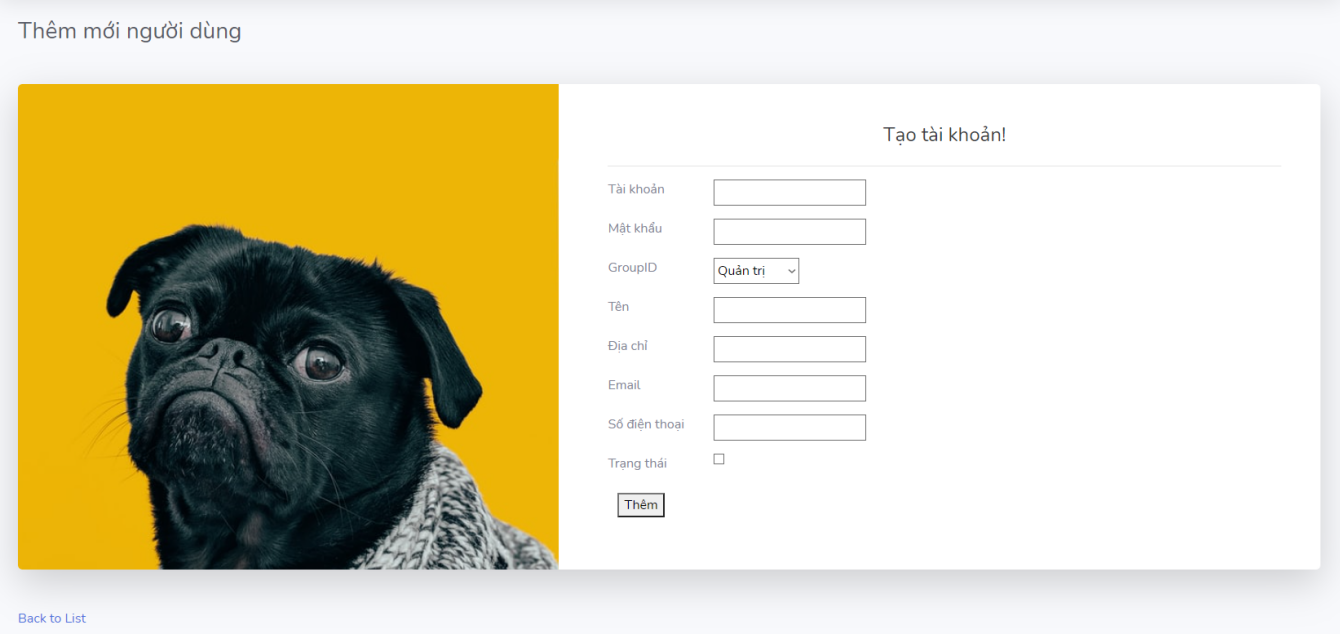 Thêm mới người dùng
Tạo tài khoản!
Tài khoản
Mật khẩu
GroupID Quản trị
Tên
Địa chỉ
Email
Số điện thoại
Trạng thái
Thêm
Back to List